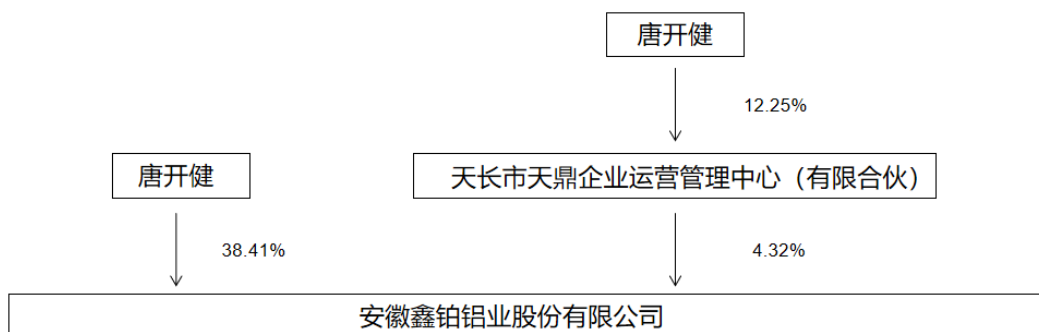 唐开健
12.25%
唐开健
天长市天鼎企业运营管理中心（有限合伙）
38.41%
4.32%
安徽鑫铂铝业股份有限公司